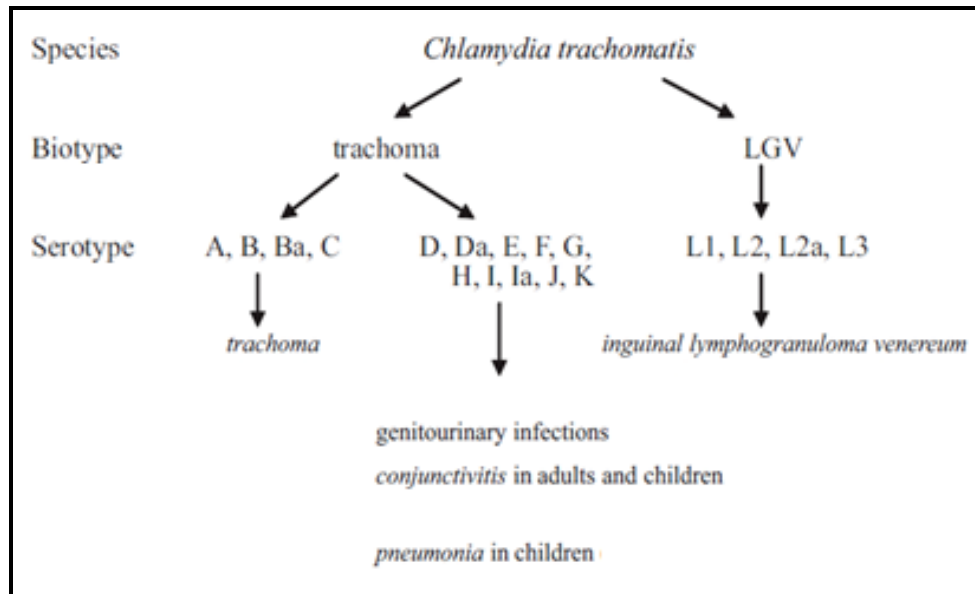 Species Chlamydia trachomatis
Biotype trachoma LGV
Serotype A, B, Ba, C D, Da, E, F, G, L1, L2, L2a, L3
H, I, Ia, J, K
trachoma inguinal lymphogranuloma venereum
genitourinary infections
conjunctivitis in adults and children
pneumonia in children